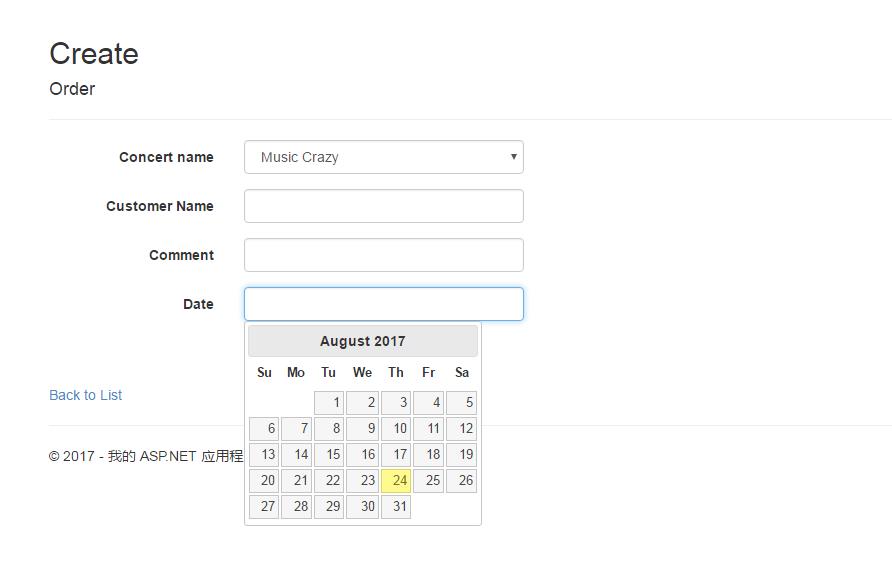 Create
Order
Concert name Music Crazy
Customer Name
Comment
Date
August 2017
Su Mo Tu We Th Fr Sa
1 2 3 4 5
6 7 8 9 10 11 12
13 14 15 16 17 18 19
20 21 22 23 24 25 26
27 28 29 30 31
Back to List
© 2017 - 我的 ASP.NET 应用程